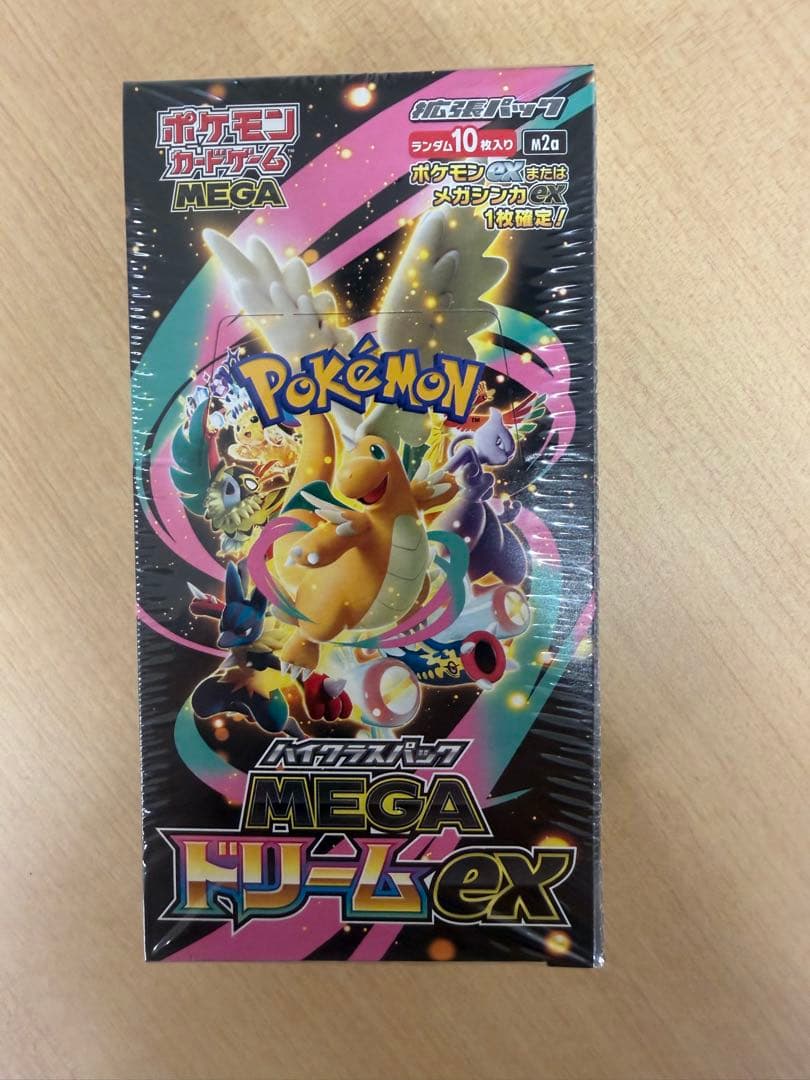 ポケモン
カードゲーム™
MEGA
拡張パック
ランダム10枚入り M2a
ポケモンexまたは
メガシンカex
1枚確定!
POKéMON™
ハイクラスパック
MEGA
ドリームex